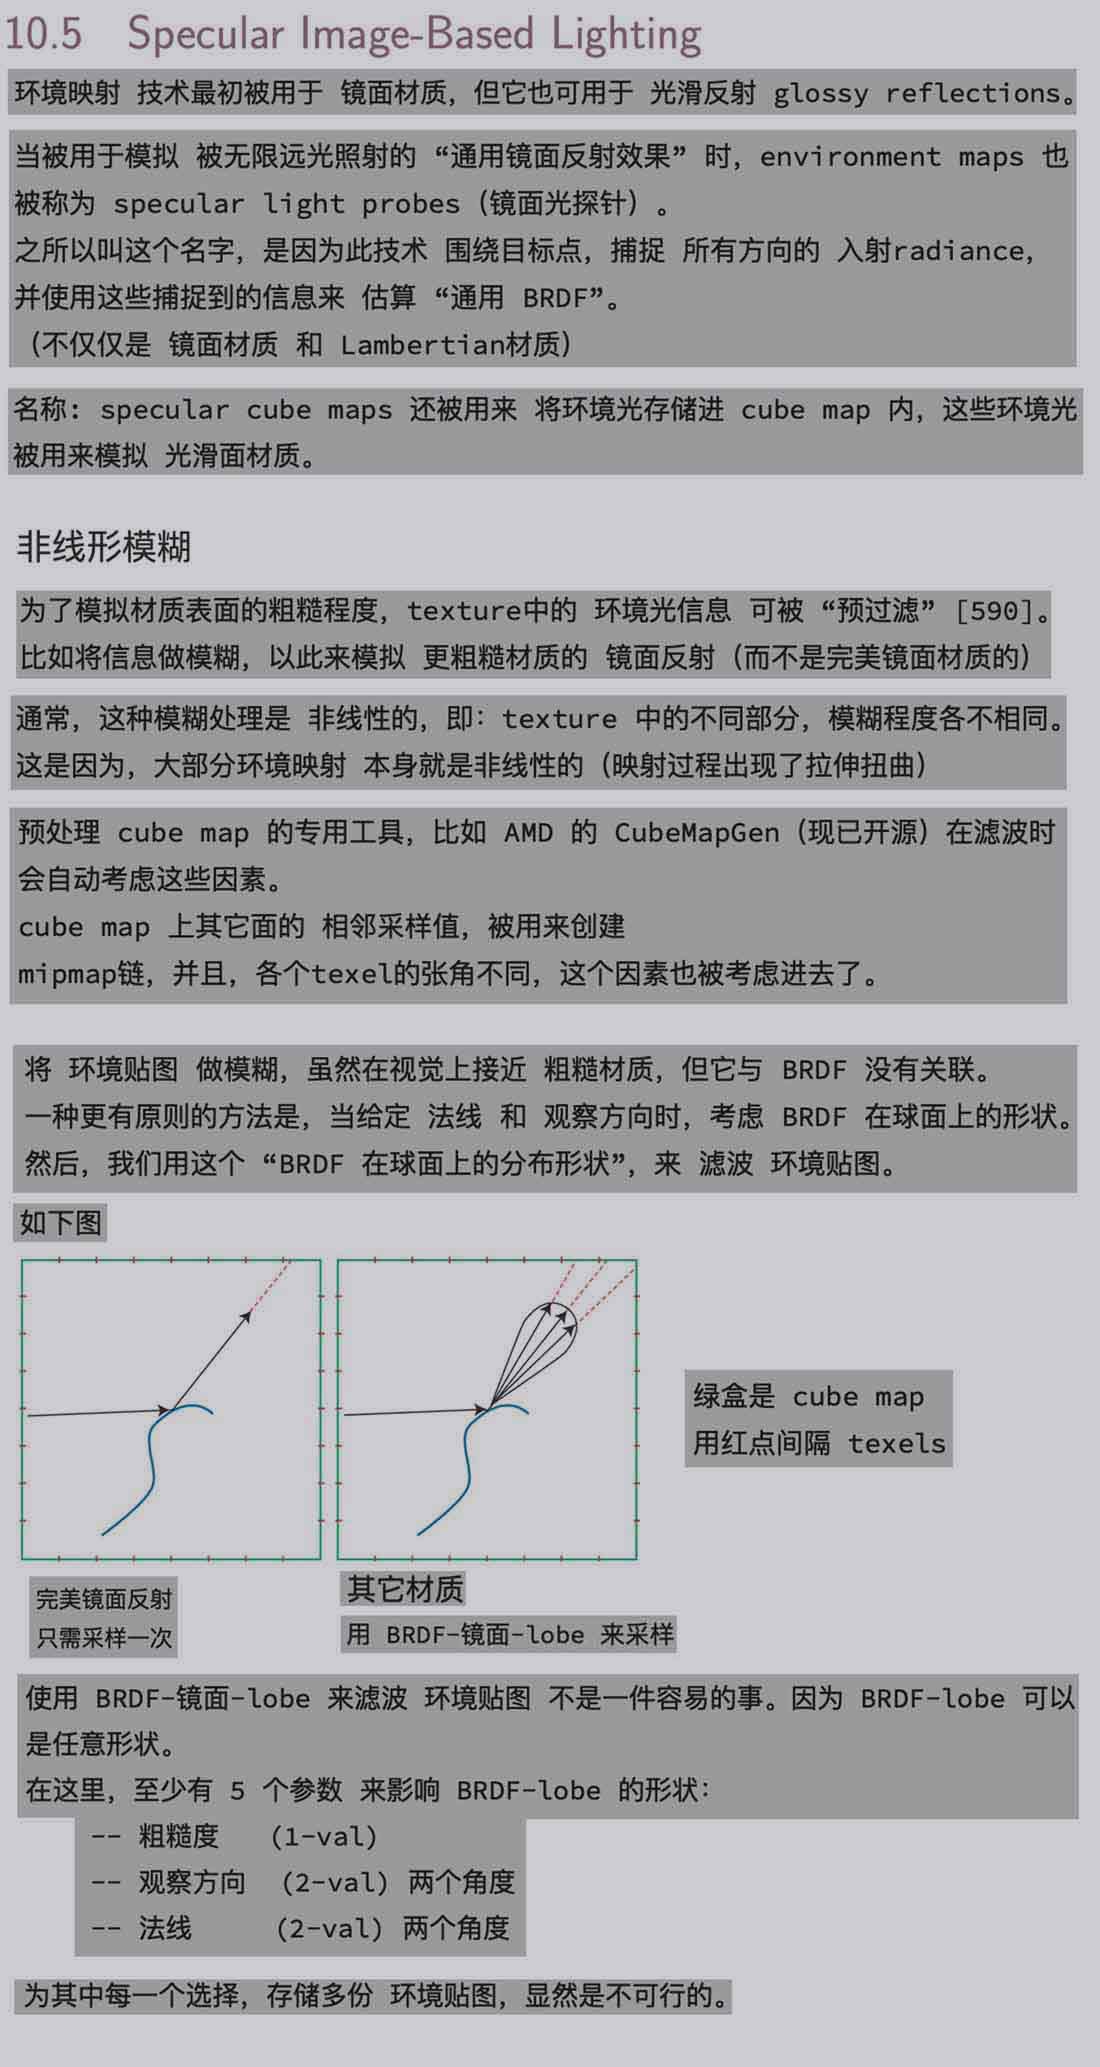 10.5 Specular Image-Based Lighting
环境映射 技术最初被用于 镜面材质，但它也可用于 光滑反射 glossy reflections。
当被用于模拟 被无限远光照射的 “通用镜面反射效果” 时，environment maps 也
被称为 specular light probes（镜面光探针）。
之所以叫这个名字，是因为此技术 围绕目标点，捕捉 所有方向的 入射radiance，
并使用这些捕捉到的信息来 估算 “通用 BRDF”。
（不仅仅是 镜面材质 和 Lambertian材质）
名称: specular cube maps 还被用来 将环境光存储进 cube map 内，这些环境光
被用来模拟 光滑面材质。
非线形模糊
为了模拟材质表面的粗糙程度，texture中的 环境光信息 可被 “预过滤” [590]。
比如将信息做模糊，以此来模拟 更粗糙材质的 镜面反射（而不是完美镜面材质的）
通常，这种模糊处理是 非线性的，即：texture 中的不同部分，模糊程度各不相同。
这是因为，大部分环境映射 本身就是非线性的（映射过程出现了拉伸扭曲）
预处理 cube map 的专用工具，比如 AMD 的 CubeMapGen（现已开源）在滤波时
会自动考虑这些因素。
cube map 上其它面的 相邻采样值，被用来创建
mipmap链，并且，各个texel的张角不同，这个因素也被考虑进去了。
将 环境贴图 做模糊，虽然在视觉上接近 粗糙材质，但它与 BRDF 没有关联。
一种更有原则的方法是，当给定 法线 和 观察方向时，考虑 BRDF 在球面上的形状。
然后，我们用这个 “BRDF 在球面上的分布形状”，来 滤波 环境贴图。
如下图
绿盒是 cube map
用红点间隔 texels
完美镜面反射
只需采样一次
其它材质
用 BRDF-镜面-lobe 来采样
使用 BRDF-镜面-lobe 来滤波 环境贴图 不是一件容易的事。因为 BRDF-lobe 可以
是任意形状。
在这里，至少有 5 个参数 来影响 BRDF-lobe 的形状：
-- 粗糙度 (1-val)
-- 观察方向 (2-val) 两个角度
-- 法线 (2-val) 两个角度
为其中每一个选择，存储多份 环境贴图，显然是不可行的。